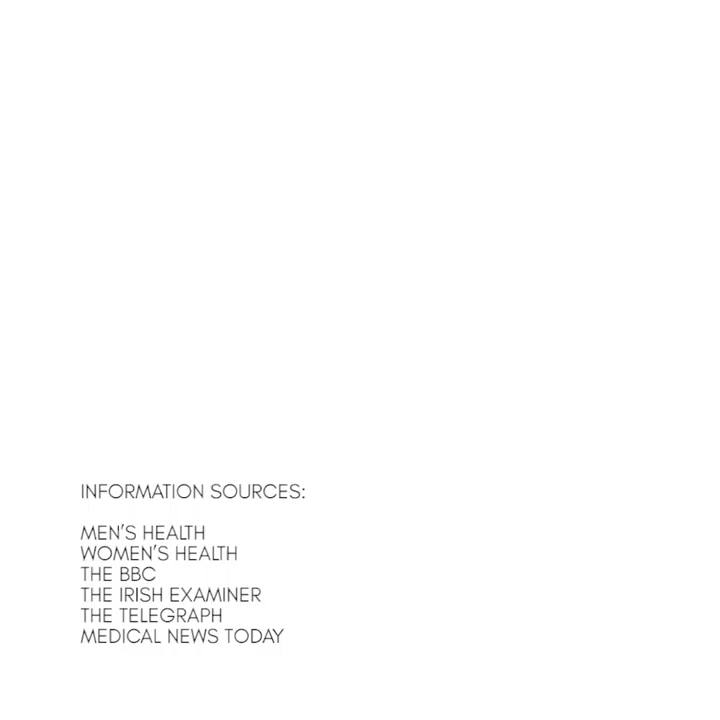 INFORMATION SOURCES:
MEN'S HEALTH
WOMEN'S HEALTH
THE BBC
THE IRISH EXAMINER
THE TELEGRAPH
MEDICAL NEWS TODAY